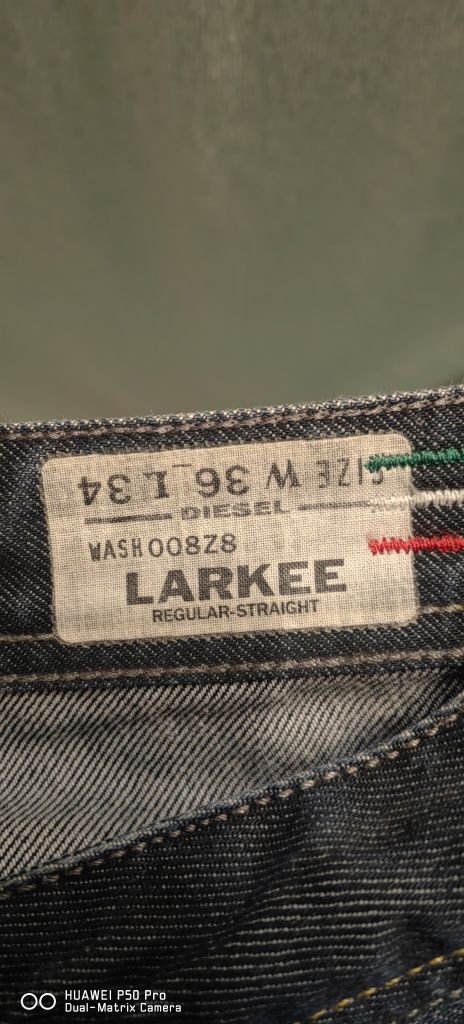 SIZE W 36 L 34
DIESEL
WASH 008Z8
LARKEE
REGULAR-STRAIGHT
HUAWEI P50 Pro
Dual-Matrix Camera